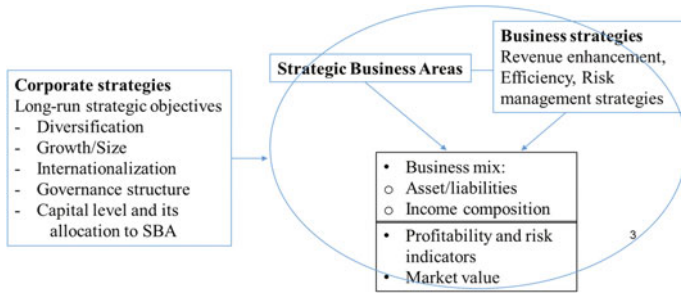 Corporate strategies
Long-run strategic objectives
- Diversification
- Growth/Size
- Internationalization
- Governance structure
- Capital level and its
allocation to SBA
Strategic Business Areas
Business strategies
Revenue enhancement,
Efficiency, Risk
management strategies
• Business mix:
o Asset/liabilities
o Income composition
• Profitability and risk
indicators
• Market value
3